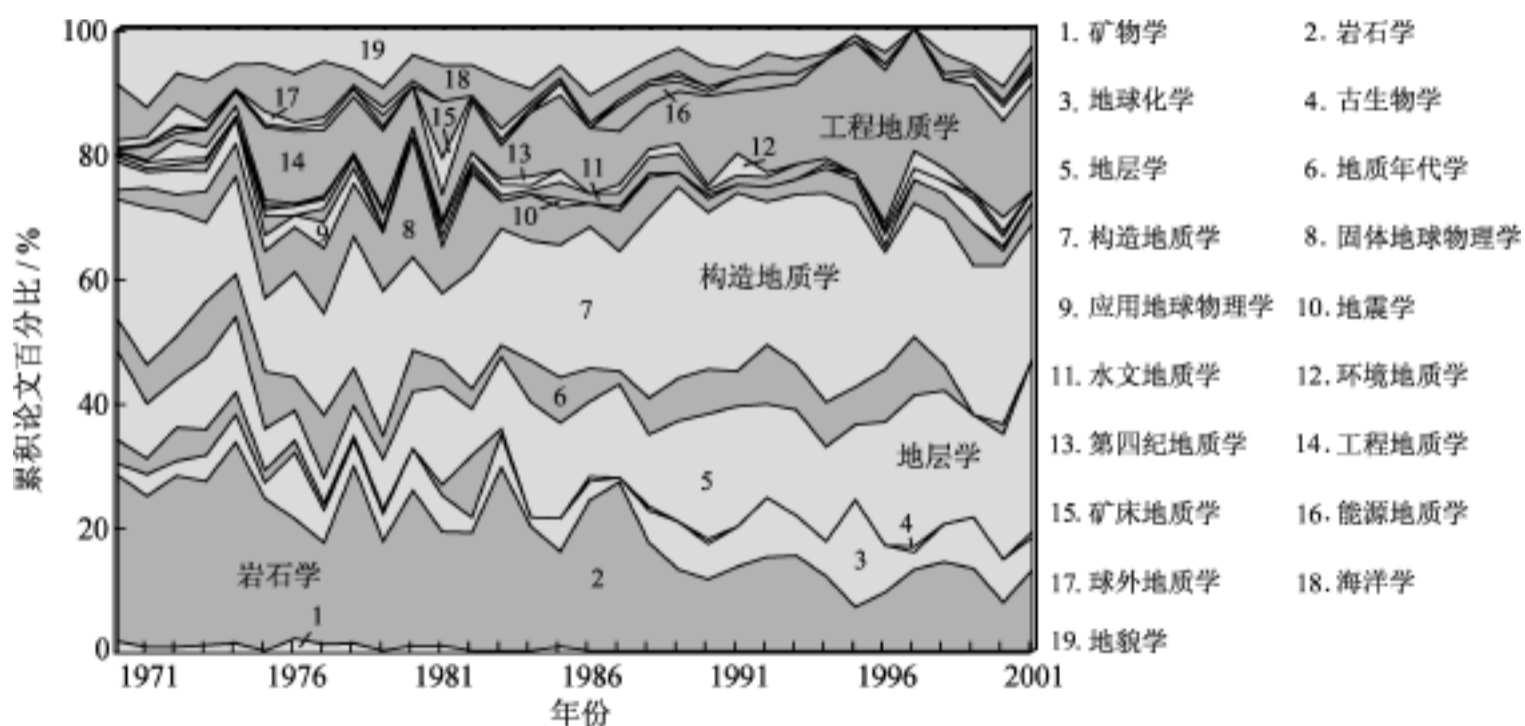 100
80
60
40
20
0
累积论文百分比/%
19
18
17
16
15
工程地质学
14
13
12
11
10
9
8
构造地质学
7
6
地层学
5
4
3
岩石学
2
1
1971 1976 1981 1986 1991 1996 2001
年份
1. 矿物学 2. 岩石学
3. 地球化学 4. 古生物学
5. 地层学 6. 地质年代学
7. 构造地质学 8. 固体地球物理学
9. 应用地球物理学 10. 地震学
11. 水文地质学 12. 环境地质学
13. 第四纪地质学 14. 工程地质学
15. 矿床地质学 16. 能源地质学
17. 球外地质学 18. 海洋学
19. 地貌学